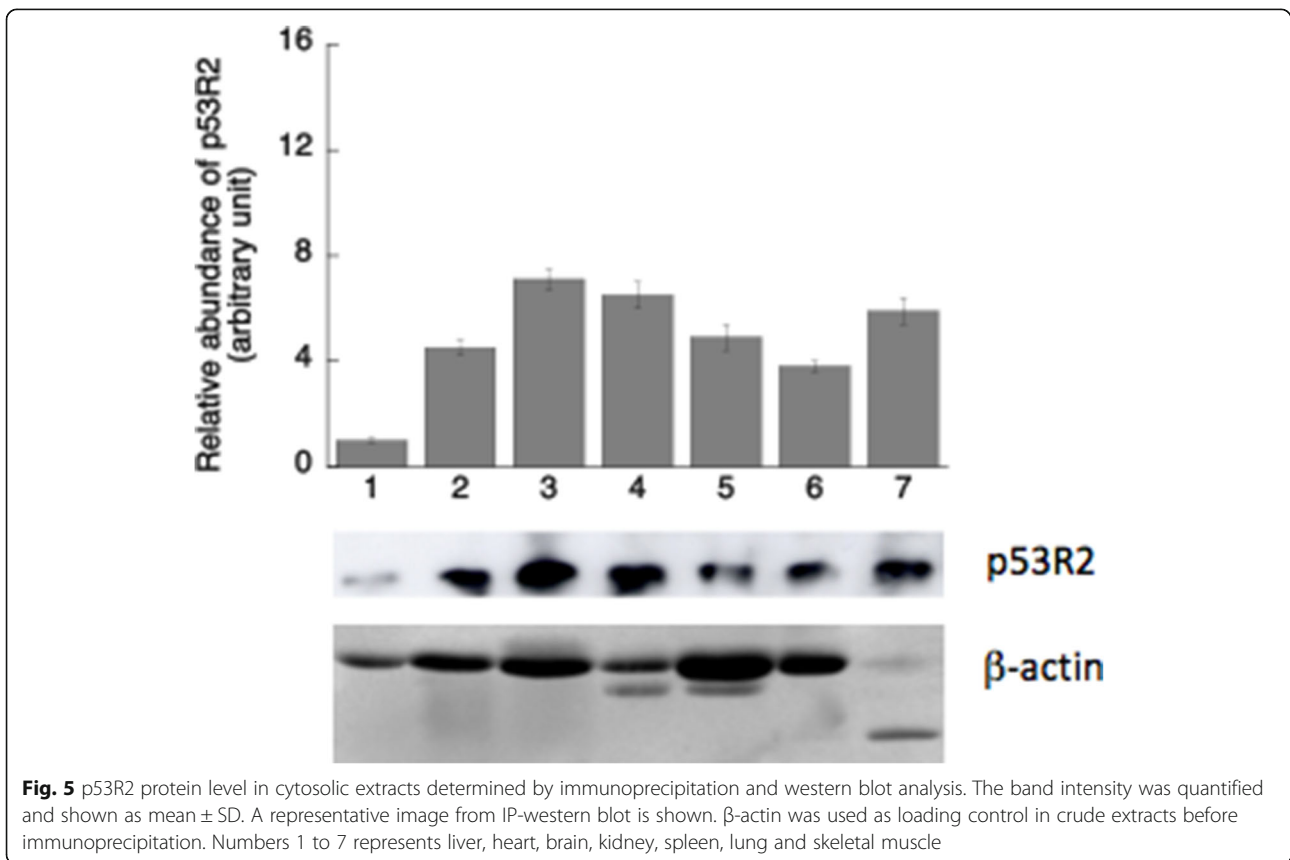 Relative abundance of p53R2
(arbitrary unit)
16
12
8
4
0
1 2 3 4 5 6 7
p53R2
β-actin
Fig. 5 p53R2 protein level in cytosolic extracts determined by immunoprecipitation and western blot analysis. The band intensity was quantified
and shown as mean ± SD. A representative image from IP-western blot is shown. β-actin was used as loading control in crude extracts before
immunoprecipitation. Numbers 1 to 7 represents liver, heart, brain, kidney, spleen, lung and skeletal muscle